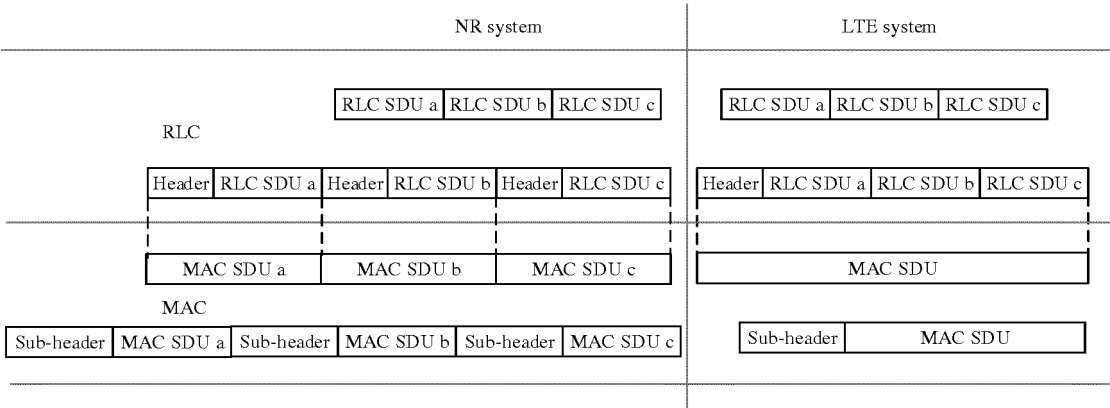 NR system LTE system
RLC SDU a RLC SDU b RLC SDU c RLC SDU a RLC SDU b RLC SDU c
RLC
Header RLC SDU a Header RLC SDU b Header RLC SDU c Header RLC SDU a RLC SDU b RLC SDU c
MAC SDU a MAC SDU b MAC SDU c MAC SDU
MAC
Sub-header MAC SDU a Sub-header MAC SDU b Sub-header MAC SDU c Sub-header MAC SDU